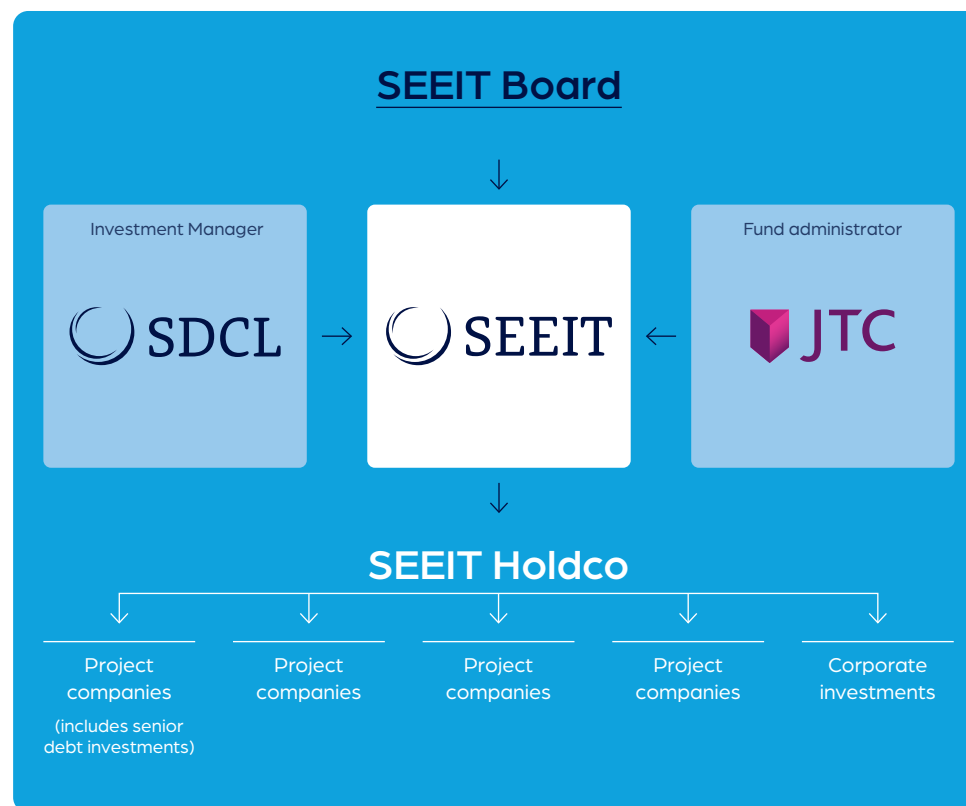 SEEIT Board
Investment Manager
SDCL
SEEIT
Fund administrator
JTC
SEEIT Holdco
Project
companies
(includes senior
debt investments)
Project
companies
Project
companies
Project
companies
Corporate
investments